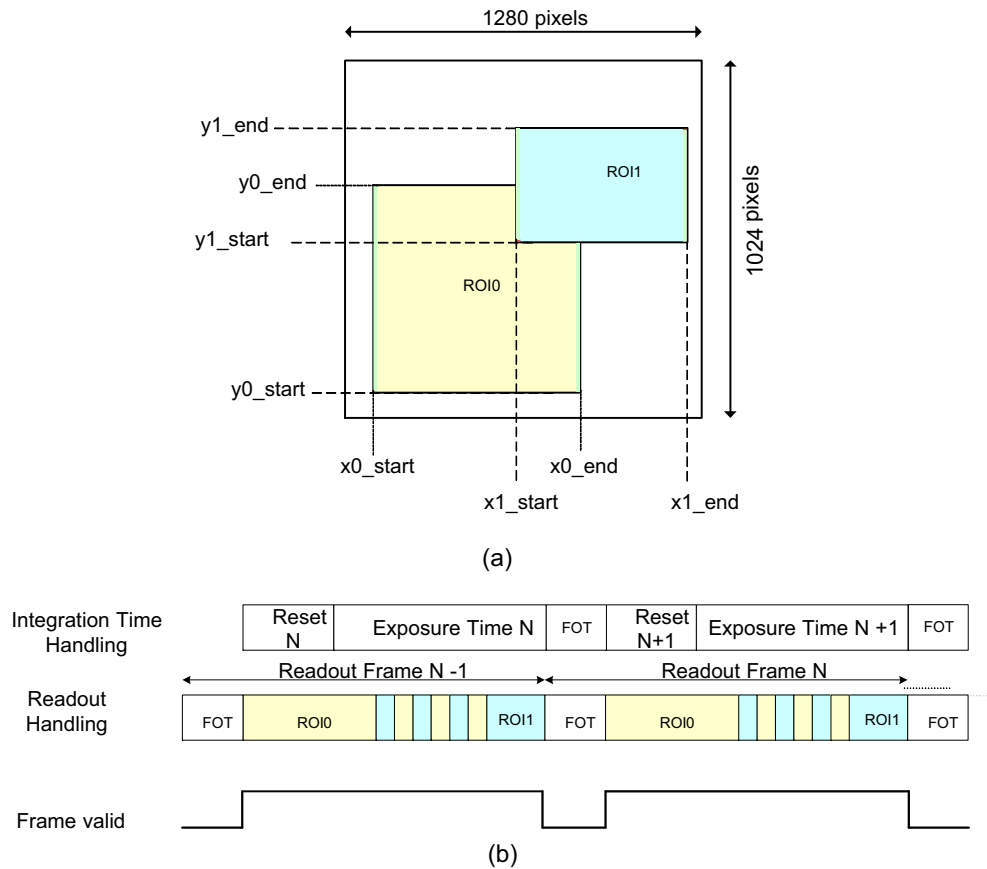 1280 pixels
y1_end
ROI1
y0_end
1024 pixels
y1_start
ROI0
y0_start
x0_start
x0_end
x1_start
x1_end
(a)
Integration Time
Handling
Reset
N
Exposure Time N
FOT
Reset
N+1
Exposure Time N +1
FOT
Readout Frame N -1
Readout Frame N
Readout
Handling
FOT
ROI0
ROI1
FOT
ROI0
ROI1
FOT
Frame valid
(b)